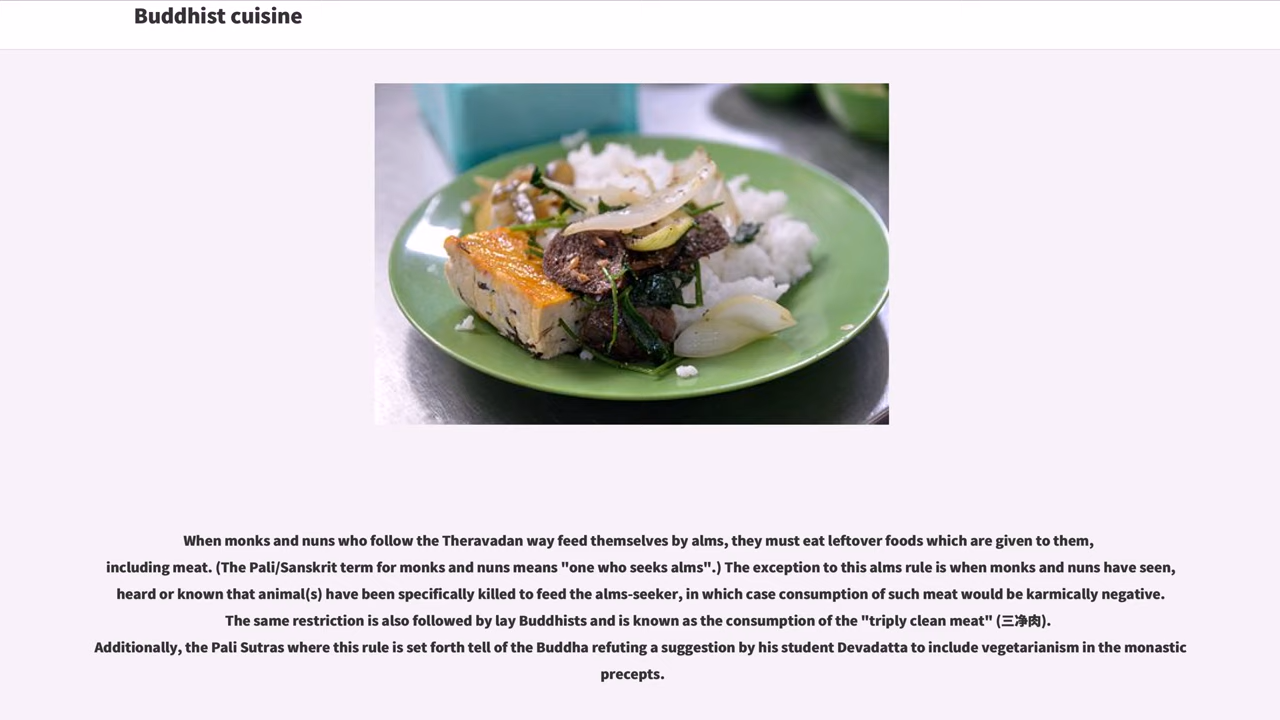 Buddhist cuisine
When monks and nuns who follow the Theravadan way feed themselves by alms, they must eat leftover foods which are given to them,
including meat. (The Pali/Sanskrit term for monks and nuns means "one who seeks alms".) The exception to this alms rule is when monks and nuns have seen,
heard or known that animal(s) have been specifically killed to feed the alms-seeker, in which case consumption of such meat would be karmically negative.
The same restriction is also followed by lay Buddhists and is known as the consumption of the "triply clean meat" (三净肉).
Additionally, the Pali Sutras where this rule is set forth tell of the Buddha refuting a suggestion by his student Devadatta to include vegetarianism in the monastic
precepts.